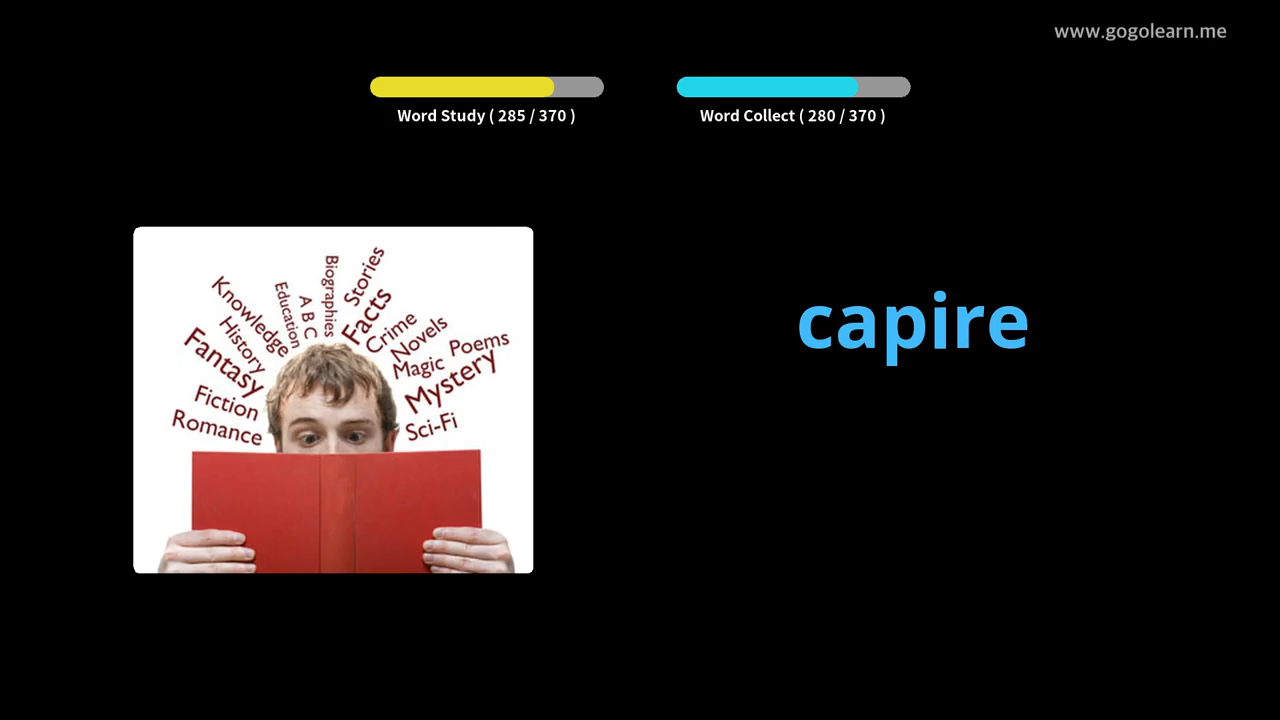 www.gogolearn.me
Word Study ( 285 / 370 )
Word Collect ( 280 / 370 )
Biographies
Stories
Education
A B C
Facts
Knowledge
Crime
History
Novels
Fantasy
Magic
Poems
Mystery
Fiction
Romance
Sci-Fi
capire